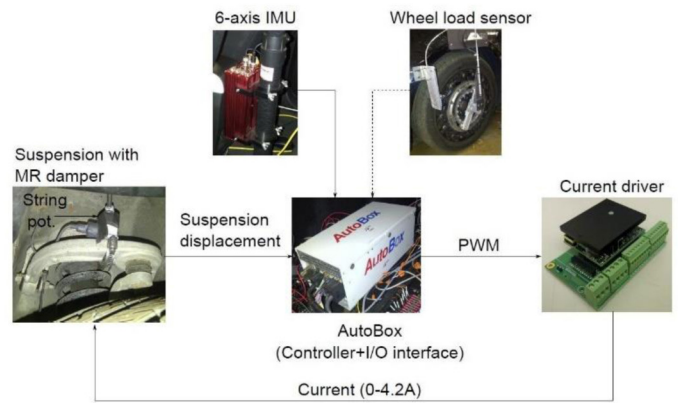 6-axis IMU
Wheel load sensor
Suspension with
MR damper
String
pot.
Suspension
displacement
AutoBox
AutoBox
PWM
Current driver
AutoBox
(Controller+I/O interface)
Current (0-4.2A)